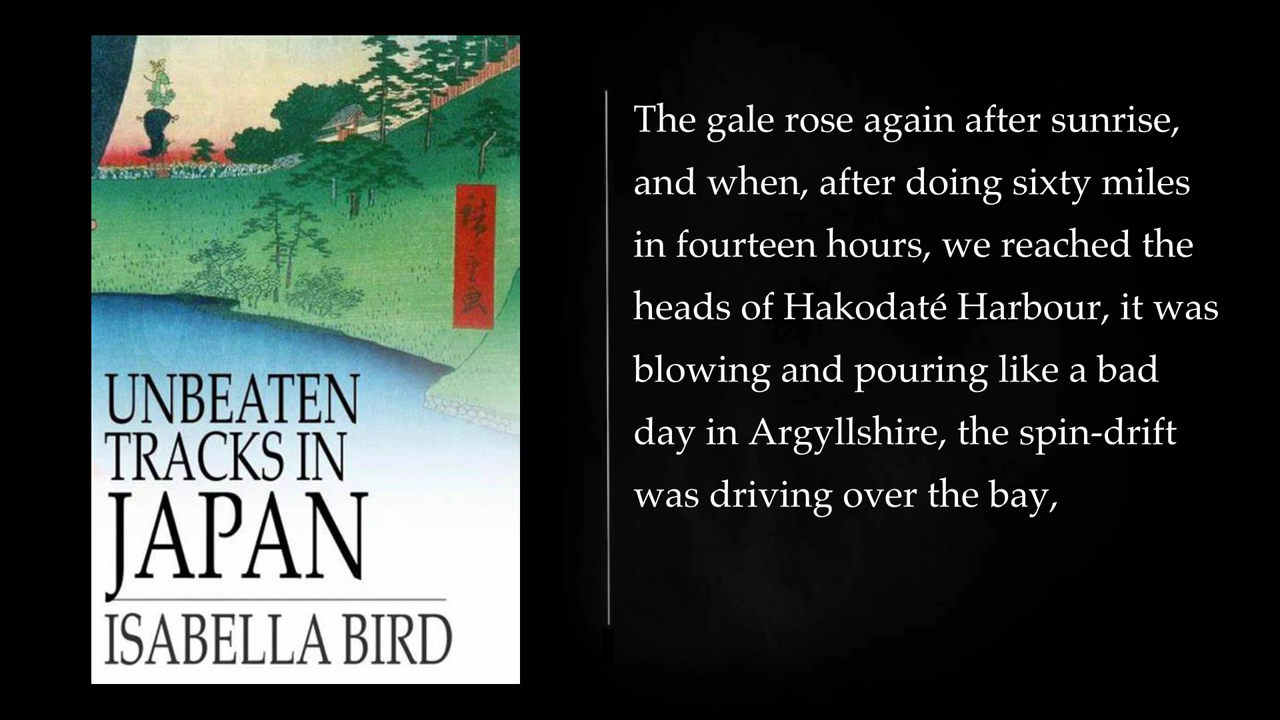 UNBEATEN
TRACKS IN
JAPAN
ISABELLA BIRD
The gale rose again after sunrise,
and when, after doing sixty miles
in fourteen hours, we reached the
heads of Hakodaté Harbour, it was
blowing and pouring like a bad
day in Argyllshire, the spin-drift
was driving over the bay,